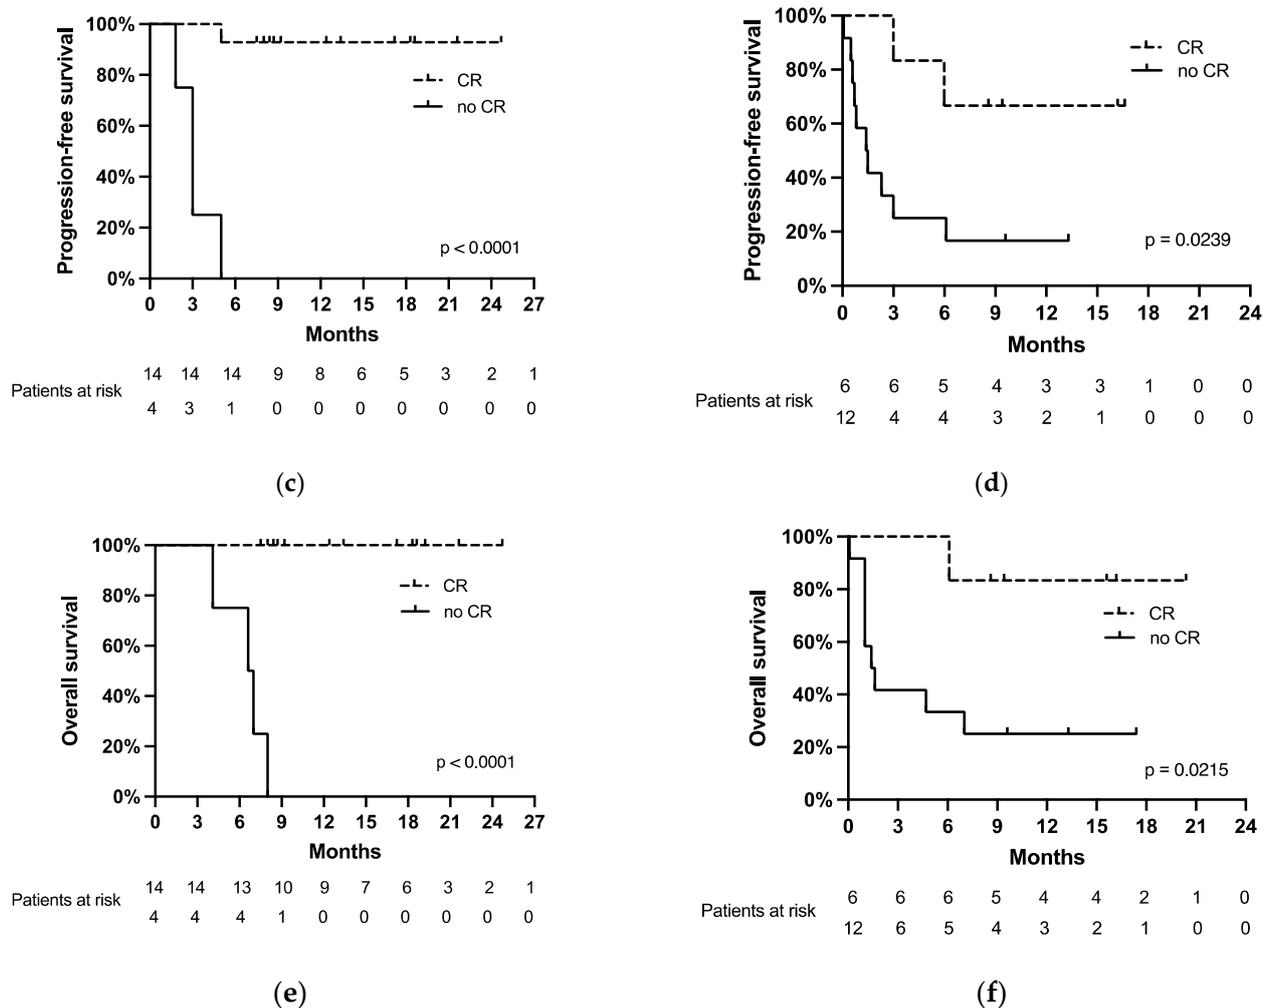 100%
80%
60%
40%
20%
0%
Progression-free survival
CR
no CR
p < 0.0001
0 3 6 9 12 15 18 21 24 27
Months
Patients at risk
14 14 14 9 8 6 5 3 2 1
4 3 1 0 0 0 0 0 0 0
(c)
100%
80%
60%
40%
20%
0%
Progression-free survival
CR
no CR
p = 0.0239
0 3 6 9 12 15 18 21 24
Months
Patients at risk
6 6 5 4 3 3 1 0 0
12 4 4 3 2 1 0 0 0
(d)
100%
80%
60%
40%
20%
0%
Overall survival
CR
no CR
p < 0.0001
0 3 6 9 12 15 18 21 24 27
Months
Patients at risk
14 14 13 10 9 7 6 3 2 1
4 4 4 1 0 0 0 0 0 0
(e)
100%
80%
60%
40%
20%
0%
Overall survival
CR
no CR
p = 0.0215
0 3 6 9 12 15 18 21 24
Months
Patients at risk
6 6 6 5 4 4 2 1 0
12 6 5 4 3 2 1 0 0
(f)